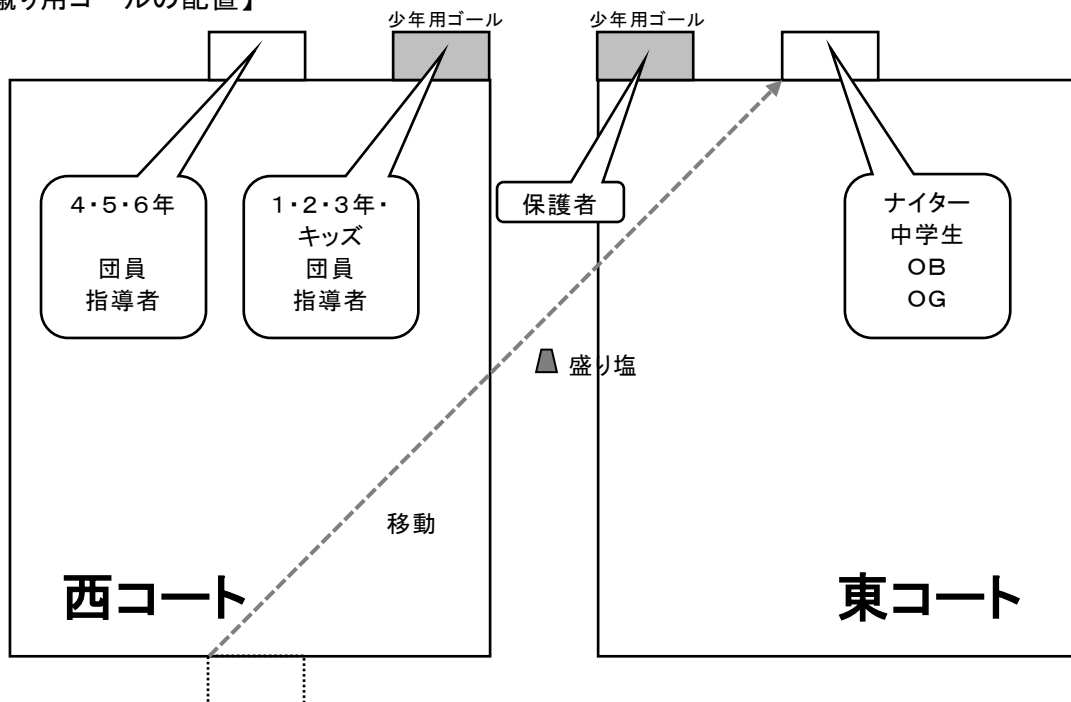 蹴り用ゴールの配置】
少年用ゴール
少年用ゴール
4・5・6年
団員
指導者
1・2・3年・
キッズ
団員
指導者
保護者
ナイター
中学生
OB
OG
盛り塩
移動
西コート
東コート